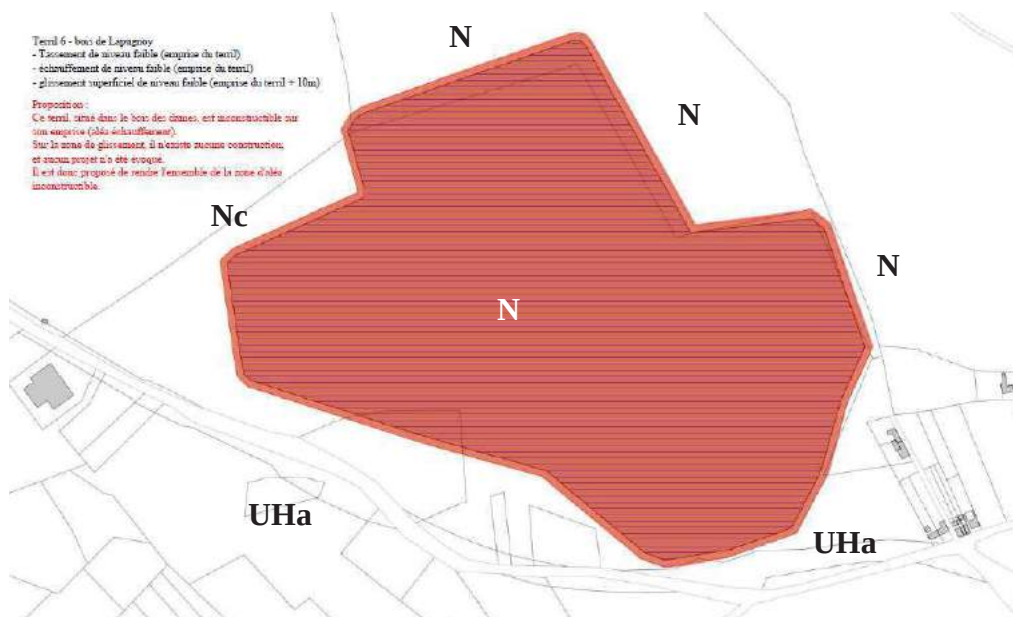 Terril 6 - bois de Lapugnoy
- Tassement de niveau faible (emprise du terril)
- échauffement de niveau faible (emprise du terril)
- glissement superficiel de niveau faible (emprise du terril + 10m)
Proposition :
Ce terril, situé dans le bois des dames, est inconstructible sur
son emprise (aléa échauffement).
Sur la zone de glissement, il n'existe aucune construction,
et aucun projet n'a été évoqué.
Il est donc proposé de rendre l'ensemble de la zone d'aléa
inconstructible.
N
N
Nc
N
N
UHa
UHa